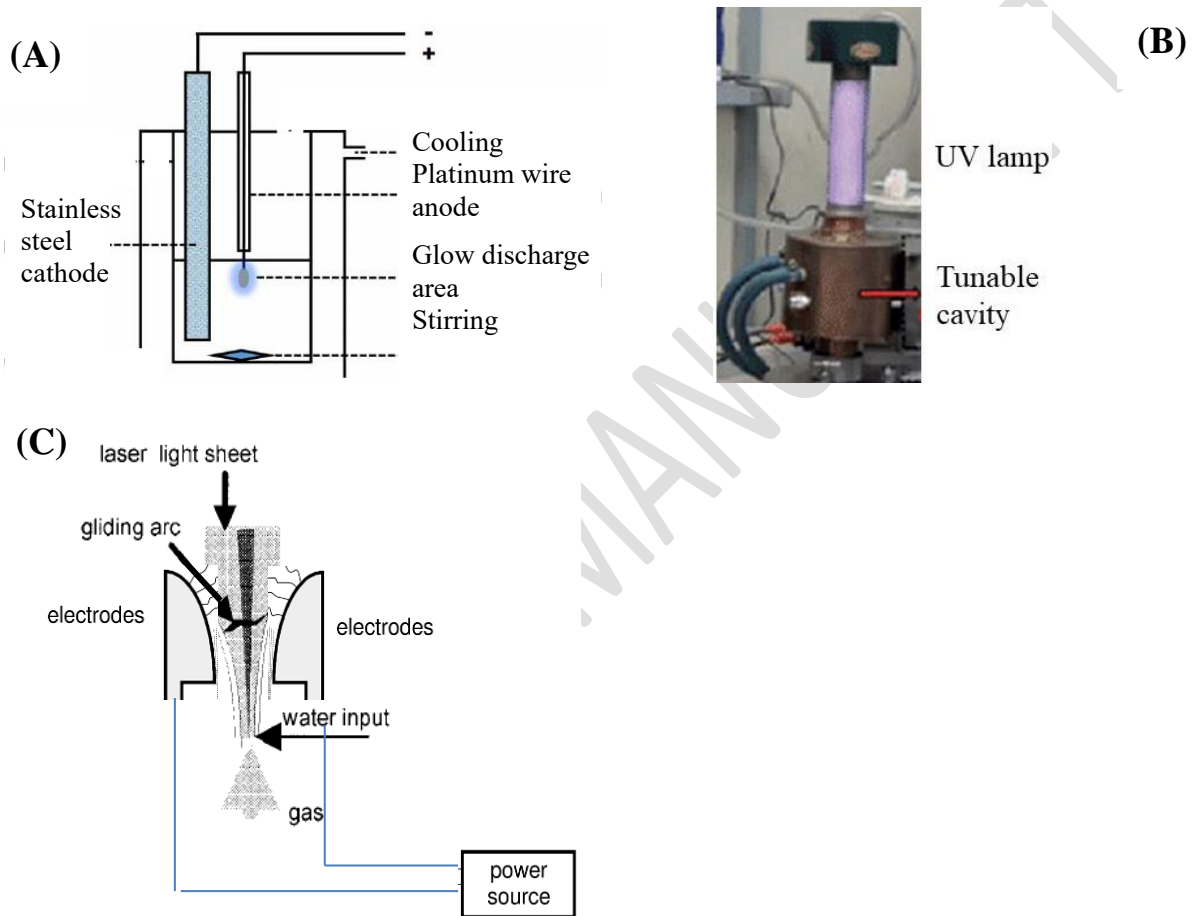 (A)
-
+
Cooling
Platinum wire
anode
Stainless
steel
cathode
Glow discharge
area
Stirring
(B)
UV lamp
Tunable
cavity
(C)
laser light sheet
gliding arc
electrodes
electrodes
water input
gas
power
source